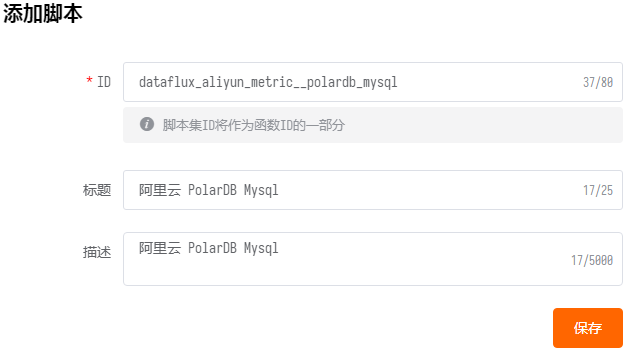 添加脚本
* ID dataflux_aliyun_metric__polardb_mysql 37/80
脚本集ID将作为函数ID的一部分
标题 阿里云 PolarDB Mysql 17/25
描述 阿里云 PolarDB Mysql 17/5000
保存